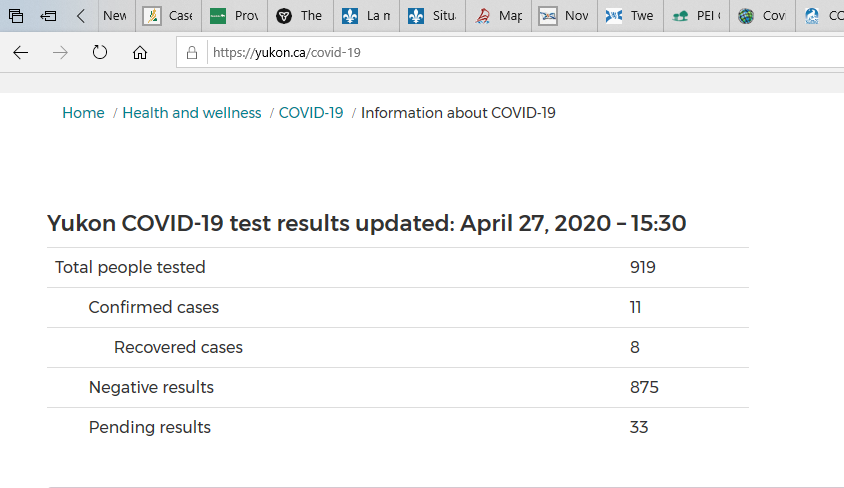 New Case Prov The La n Situ Map Nov Twe PEI Cov CO
https://yukon.ca/covid-19
Home / Health and wellness / COVID-19 / Information about COVID-19
Yukon COVID-19 test results updated: April 27, 2020 – 15:30
Total people tested 919
Confirmed cases 11
Recovered cases 8
Negative results 875
Pending results 33